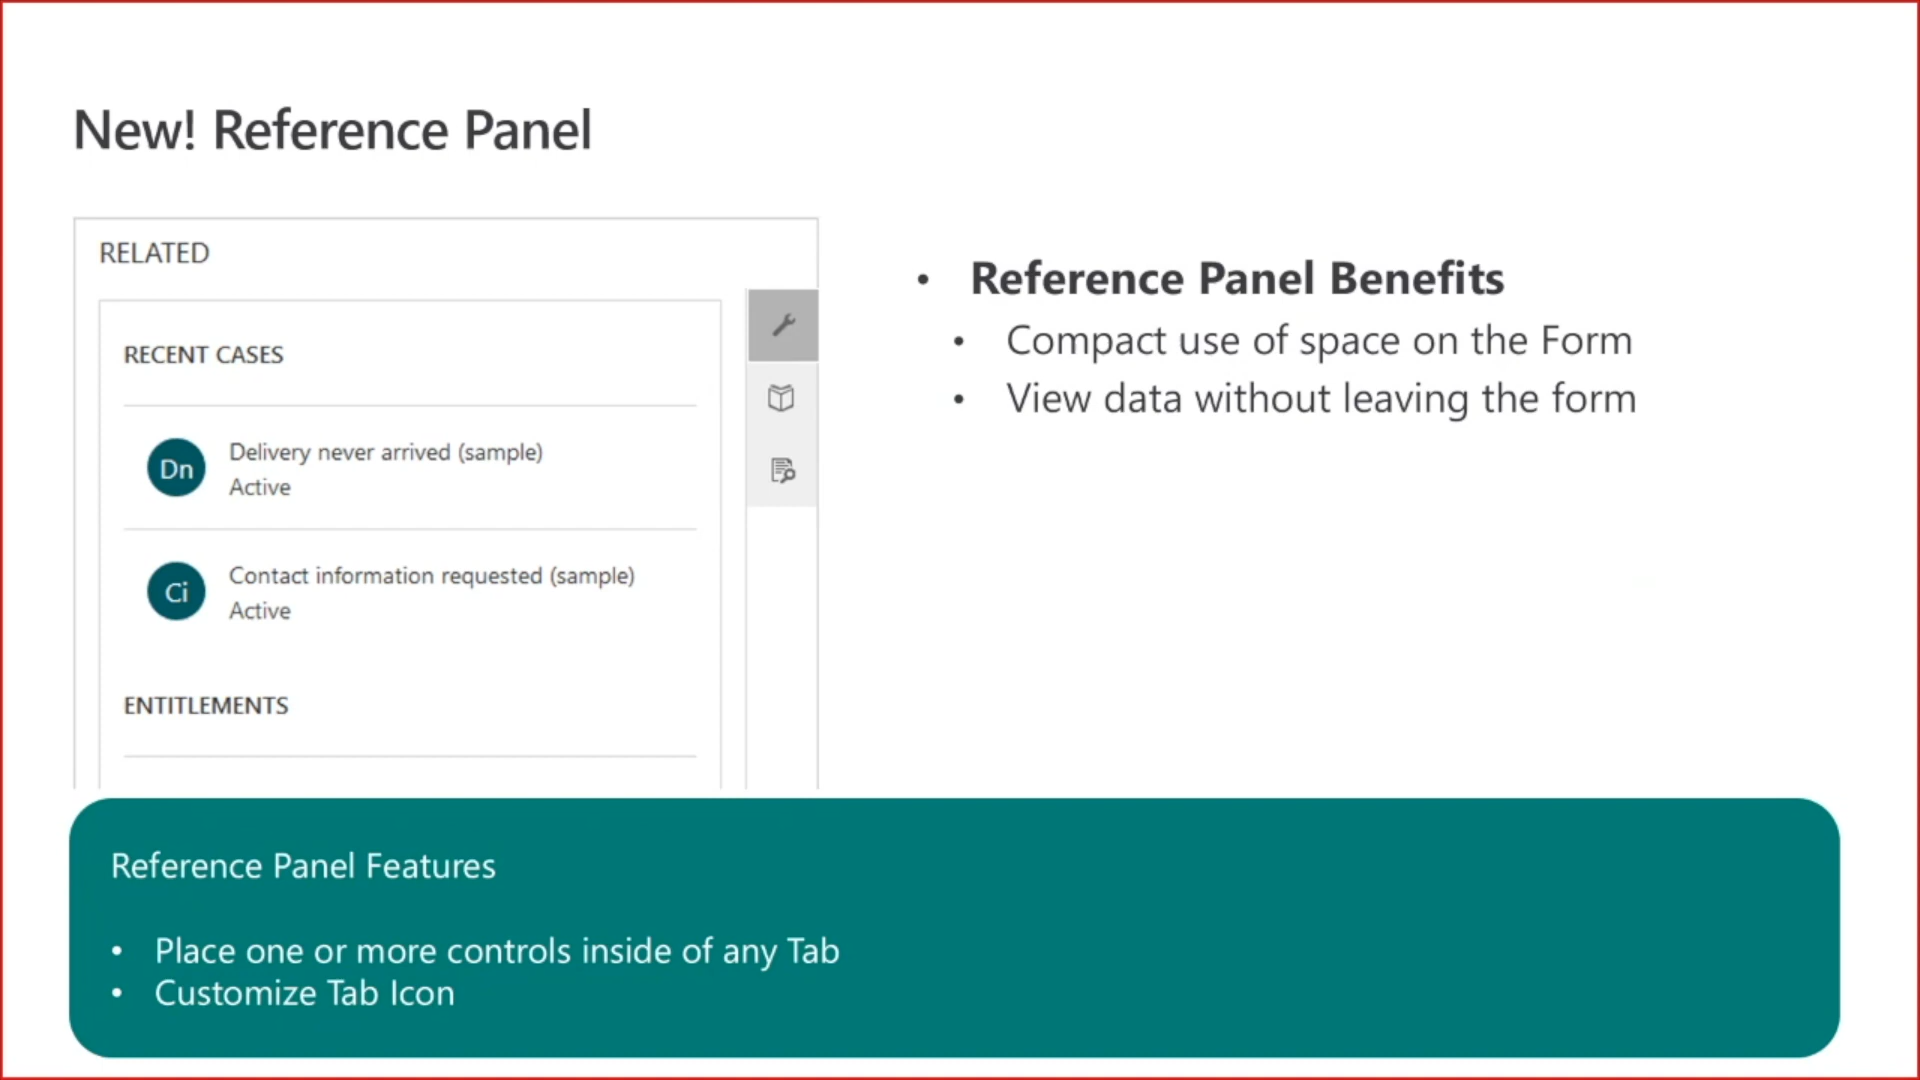 New! Reference Panel
RELATED
RECENT CASES
Dn
Delivery never arrived (sample)
Active
Ci
Contact information requested (sample)
Active
ENTITLEMENTS
• Reference Panel Benefits
• Compact use of space on the Form
• View data without leaving the form
Reference Panel Features
• Place one or more controls inside of any Tab
• Customize Tab Icon